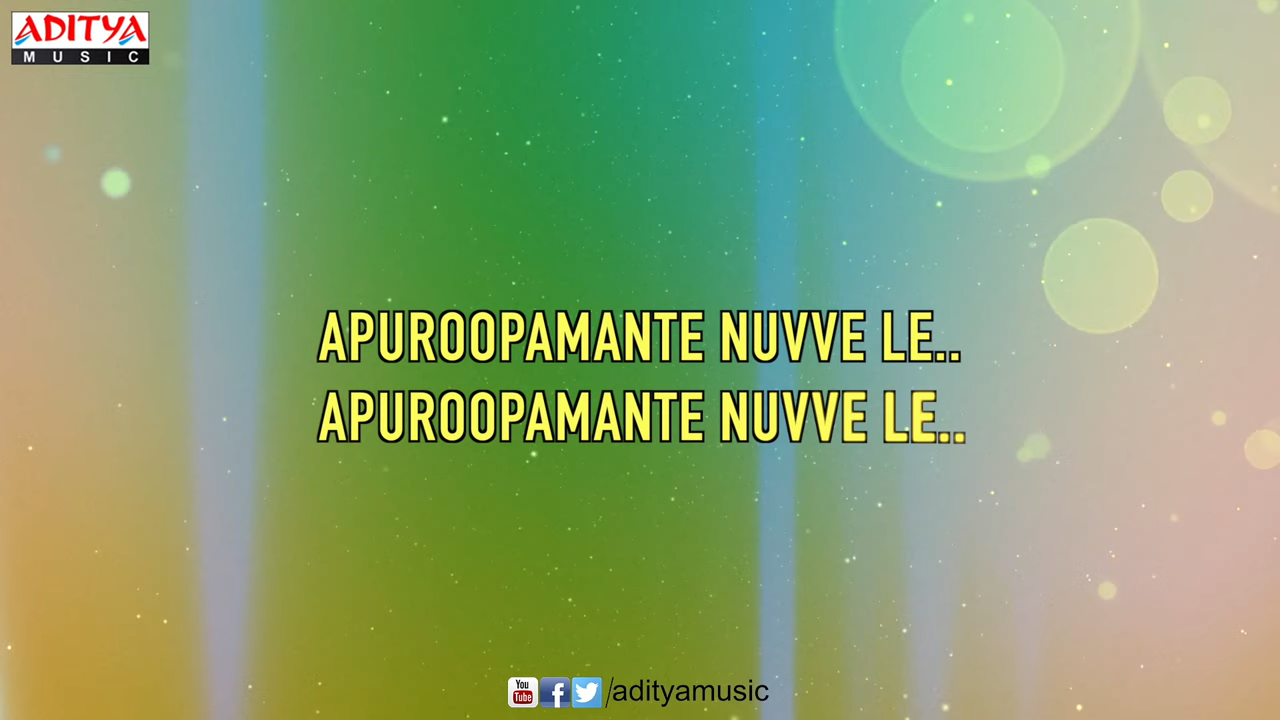 ADITYA
MUSIC
APUROOPAMANTE NUVVE LE..
APUROOPAMANTE NUVVE LE..
You
Tube
f
/adityamusic